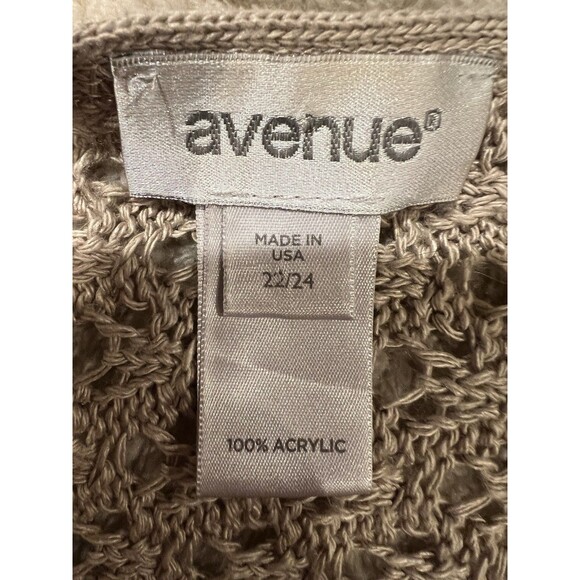 avenue®
MADE IN
USA
22/24
100% ACRYLIC